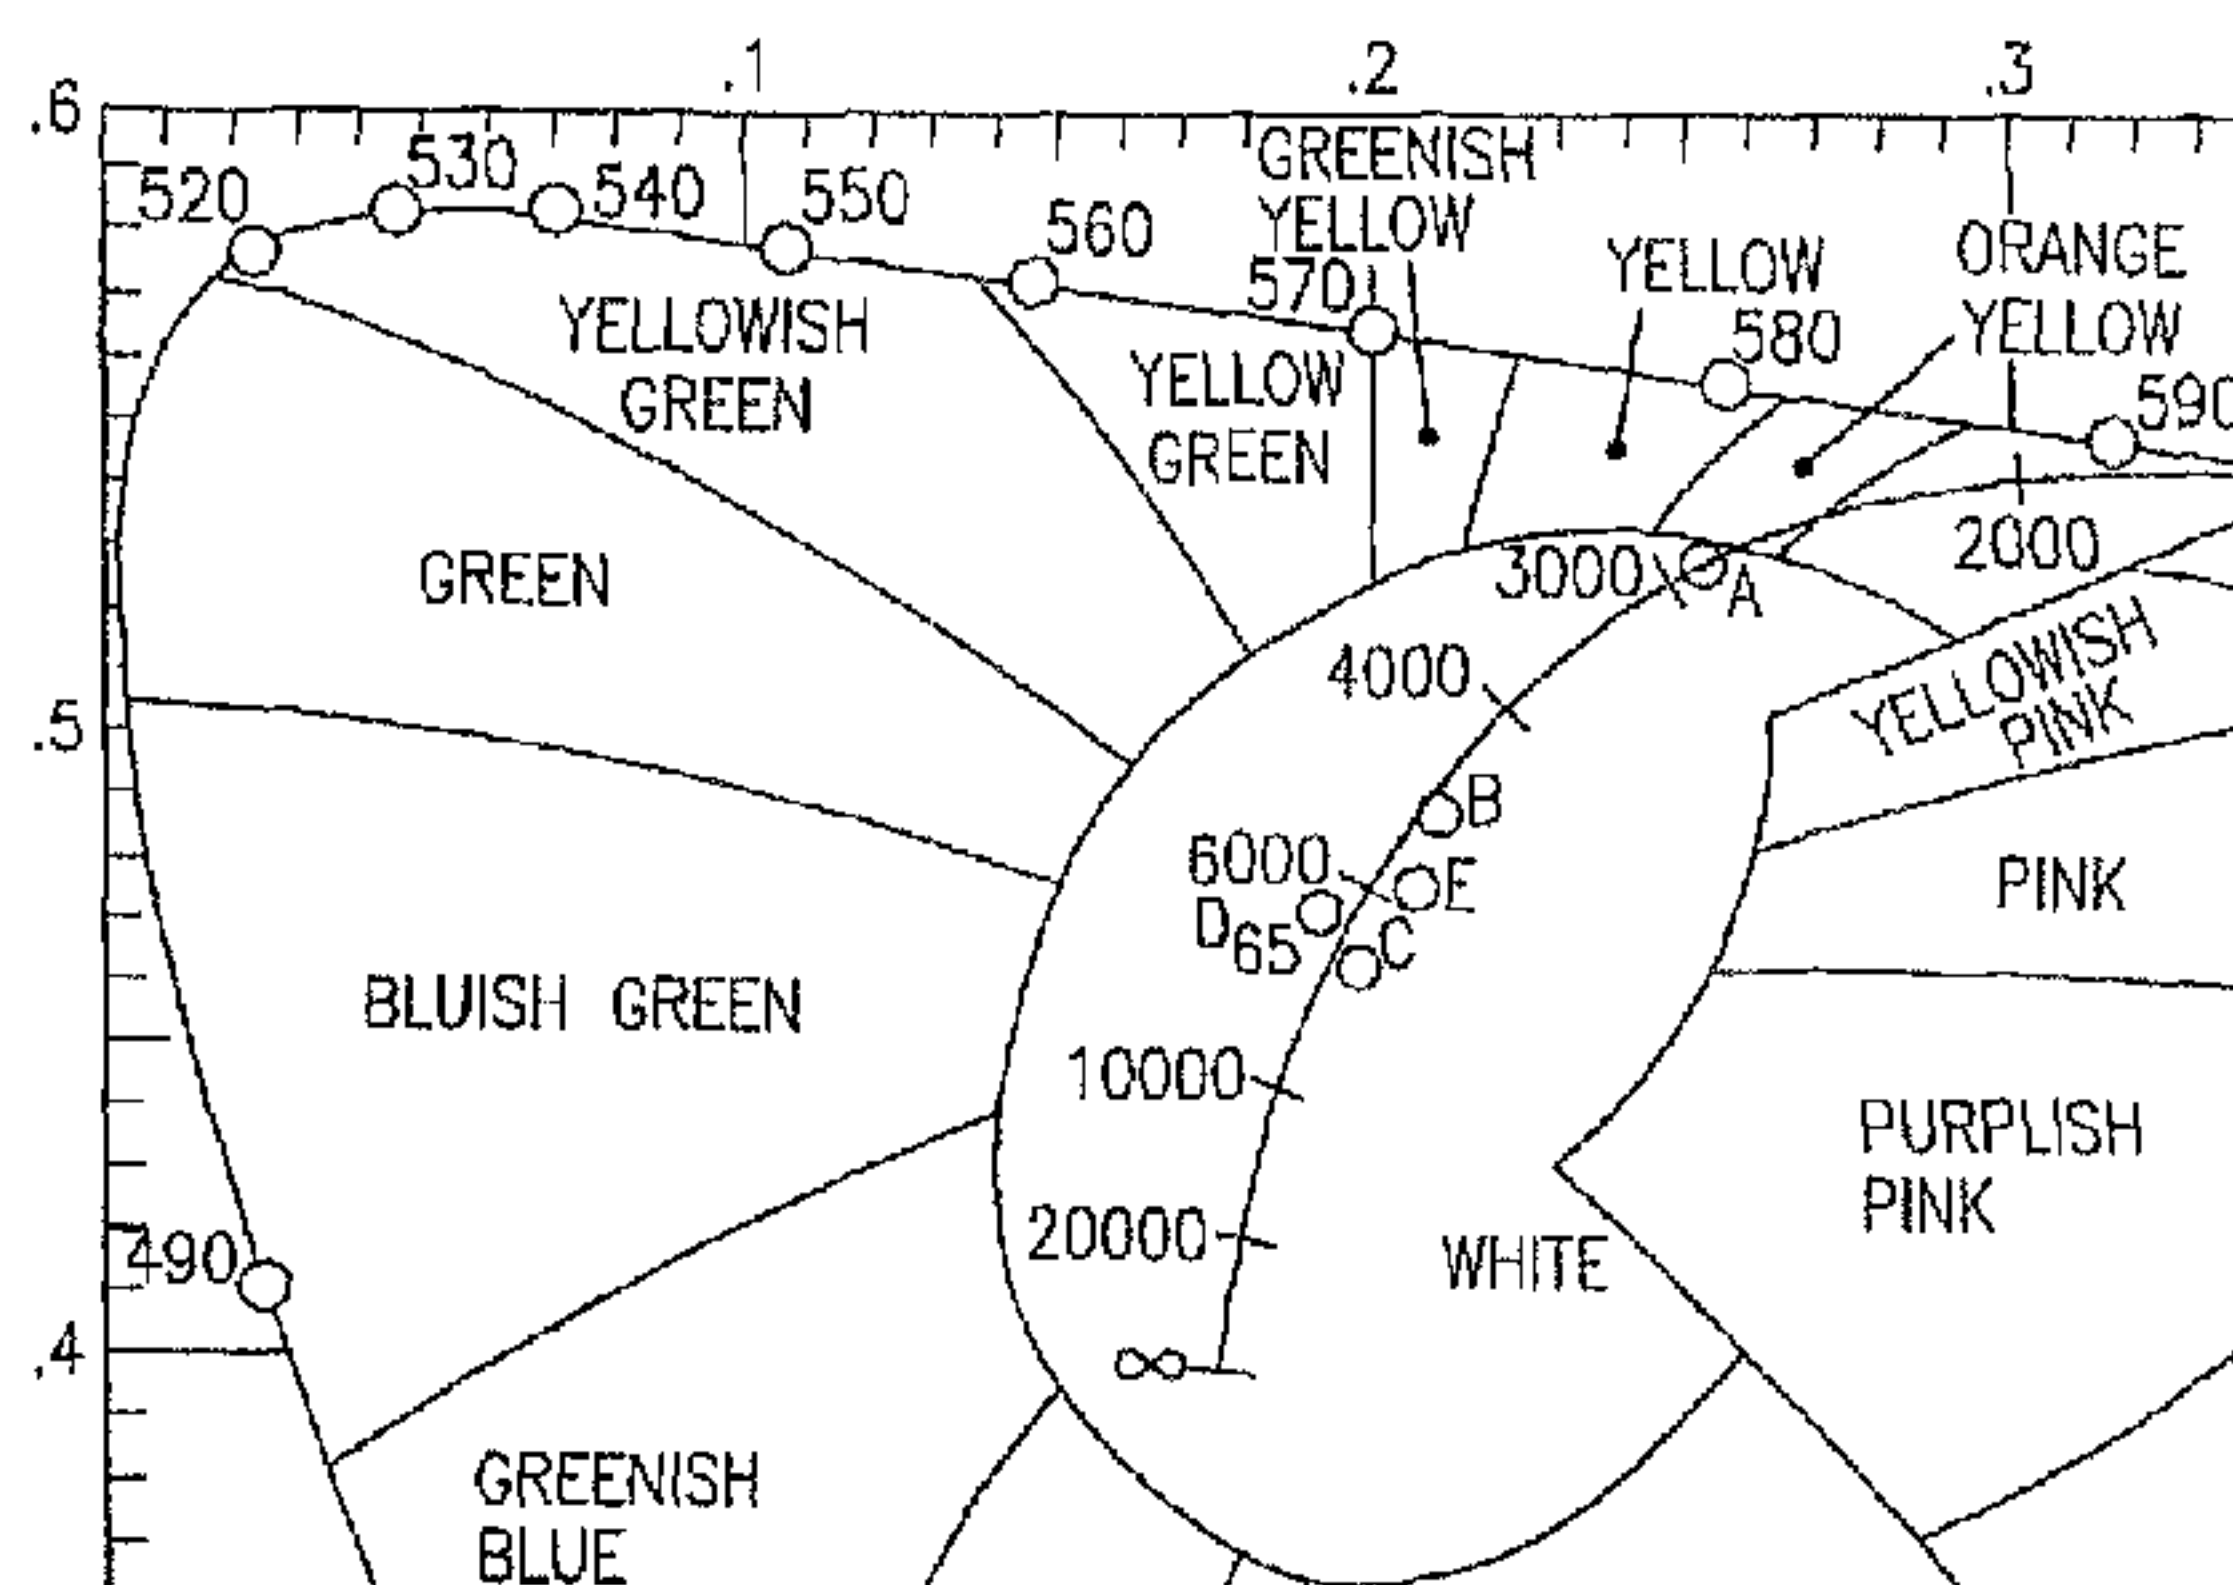 .1
.2
.3
.6
520
530
540
550
560
GREENISH
YELLOW
570
YELLOW
580
ORANGE
YELLOW
590
YELLOWISH
GREEN
YELLOW
GREEN
GREEN
3000
A
2000
4000
YELLOWISH
PINK
.5
B
6000
E
D65
C
PINK
BLUISH GREEN
10000
PURPLISH
PINK
20000
WHITE
490
.4
∞
GREENISH
BLUE